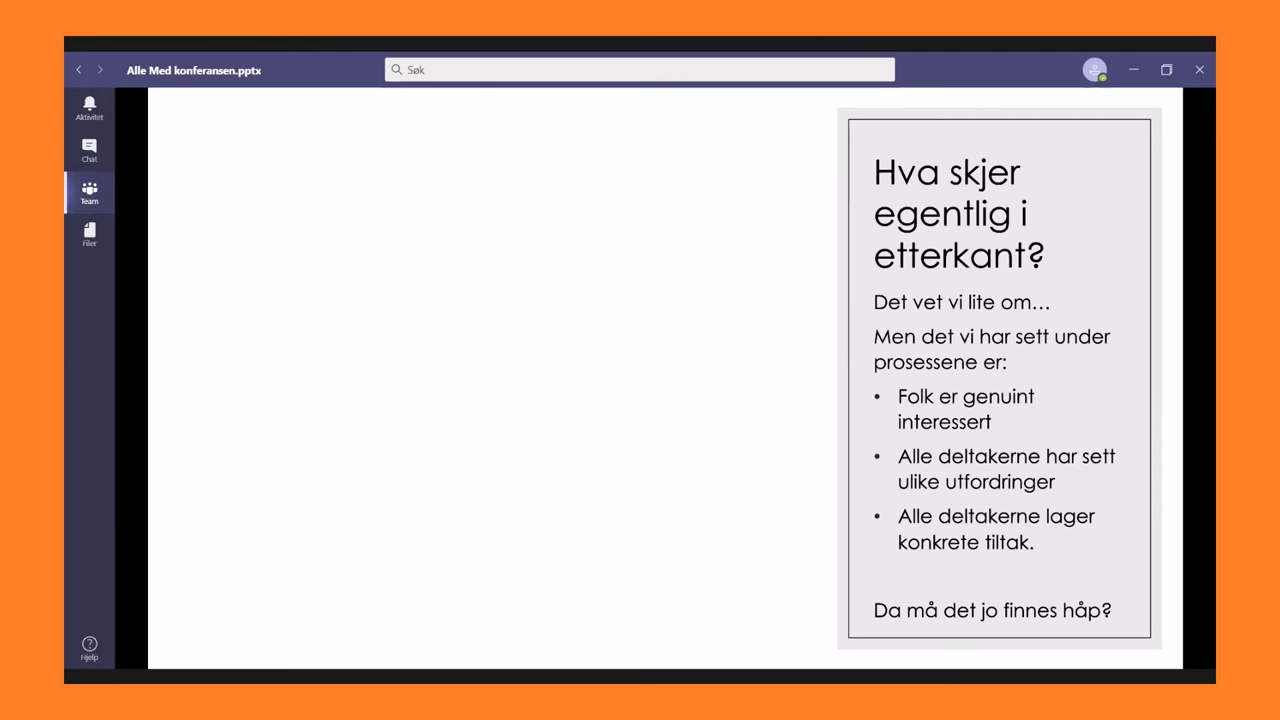 Alle Med konferansen.pptx
Søk
Aktivitet
Chat
Team
Filer
Hjelp
Hva skjer
egentlig i
etterkant?
Det vet vi lite om...
Men det vi har sett under
prosessene er:
• Folk er genuint
interessert
• Alle deltakerne har sett
ulike utfordringer
• Alle deltakerne lager
konkrete tiltak.
Da må det jo finnes håp?